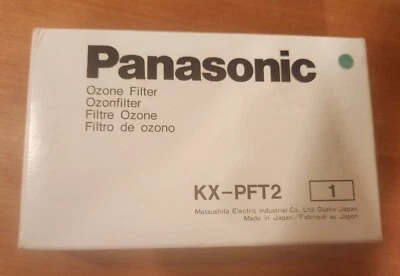 Panasonic
Ozone Filter
Ozonfilter
Filtre Ozone
Filtro de ozono
KX-PFT2 1
Matsushita Electric Industrial Co., Ltd. Osaka Japan
Made in Japan/Fabriqué au Japon